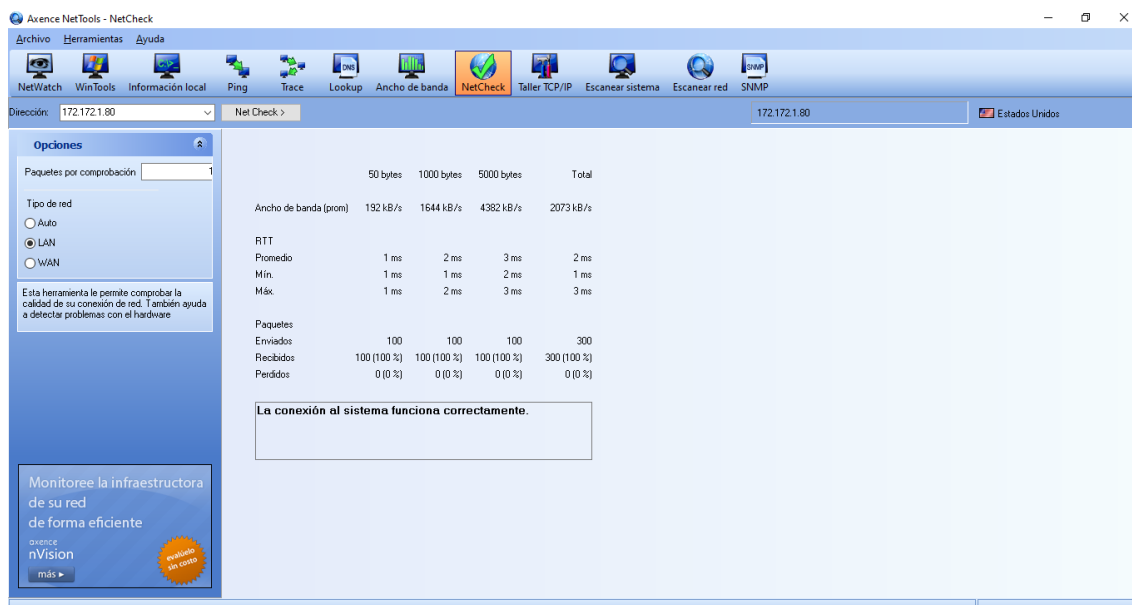 Axence NetTools - NetCheck
Archivo Herramientas Ayuda
NetWatch WinTools Información local Ping Trace Lookup Ancho de banda NetCheck Taller TCP/IP Escanear sistema Escanear red SNMP
DNS
SNMP
Dirección: 172.172.1.80 Net Check > 172.172.1.80 Estados Unidos
Opciones
Paquetes por comprobación 1
Tipo de red
Auto
LAN
WAN
Esta herramienta le permite comprobar la
calidad de su conexión de red. También ayuda
a detectar problemas con el hardware
50 bytes 1000 bytes 5000 bytes Total
Ancho de banda (prom) 192 kB/s 1644 kB/s 4382 kB/s 2073 kB/s
RTT
Promedio 1 ms 2 ms 3 ms 2 ms
Mín. 1 ms 1 ms 2 ms 1 ms
Máx. 1 ms 2 ms 3 ms 3 ms
Paquetes
Enviados 100 100 100 300
Recibidos 100 (100 %) 100 (100 %) 100 (100 %) 300 (100 %)
Perdidos 0 (0 %) 0 (0 %) 0 (0 %) 0 (0 %)
La conexión al sistema funciona correctamente.
Monitoree la infraestructora
de su red
de forma eficiente
axence
nVision
más
evalúelo
sin costo